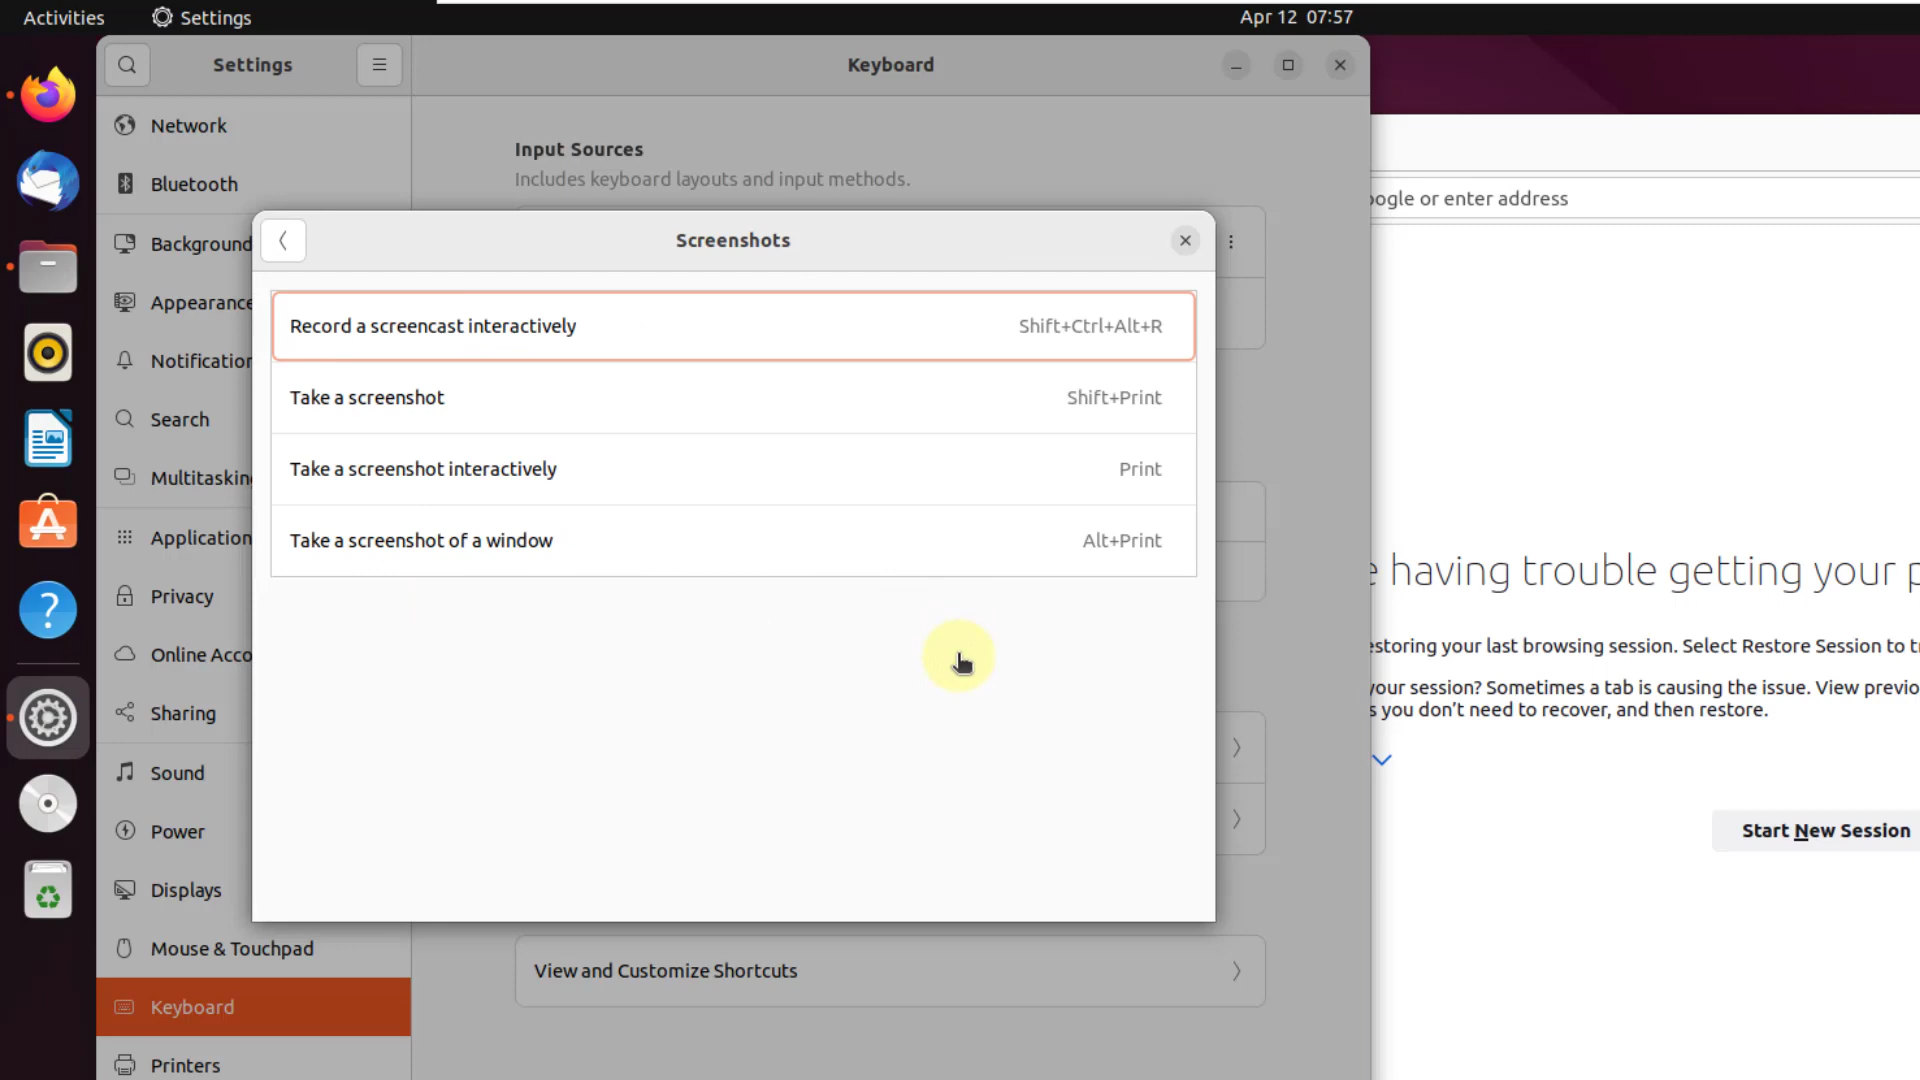 Activities
Settings
Apr 12 07:57
Settings
Keyboard
Network
Bluetooth
Background
Appearance
Notification
Search
Multitasking
Application
Privacy
Online Acco
Sharing
Sound
Power
Displays
Mouse & Touchpad
Keyboard
Printers
Input Sources
Includes keyboard layouts and input methods.
Screenshots
Record a screencast interactively Shift+Ctrl+Alt+R
Take a screenshot Shift+Print
Take a screenshot interactively Print
Take a screenshot of a window Alt+Print
View and Customize Shortcuts
oogle or enter address
e having trouble getting your p
estoring your last browsing session. Select Restore Session to t
your session? Sometimes a tab is causing the issue. View previo
s you don't need to recover, and then restore.
Start New Session